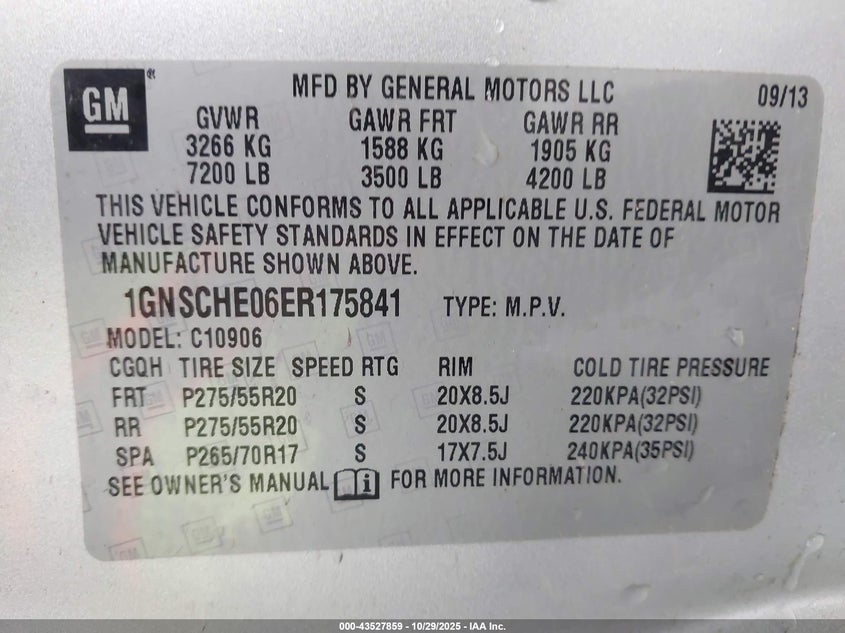 GM ®
MFD BY GENERAL MOTORS LLC
09/13
GVWR GAWR FRT GAWR RR
3266 KG 1588 KG 1905 KG
7200 LB 3500 LB 4200 LB
THIS VEHICLE CONFORMS TO ALL APPLICABLE U.S. FEDERAL MOTOR
VEHICLE SAFETY STANDARDS IN EFFECT ON THE DATE OF
MANUFACTURE SHOWN ABOVE.
1GNSCHE06ER175841 TYPE: M.P.V.
MODEL: C10906
CGQH TIRE SIZE SPEED RTG RIM COLD TIRE PRESSURE
FRT P275/55R20 S 20X8.5J 220KPA(32PSI)
RR P275/55R20 S 20X8.5J 220KPA(32PSI)
SPA P265/70R17 S 17X7.5J 240KPA(35PSI)
SEE OWNER'S MANUAL i FOR MORE INFORMATION.
000-43527859 | 10/29/2025 - IAA Inc.